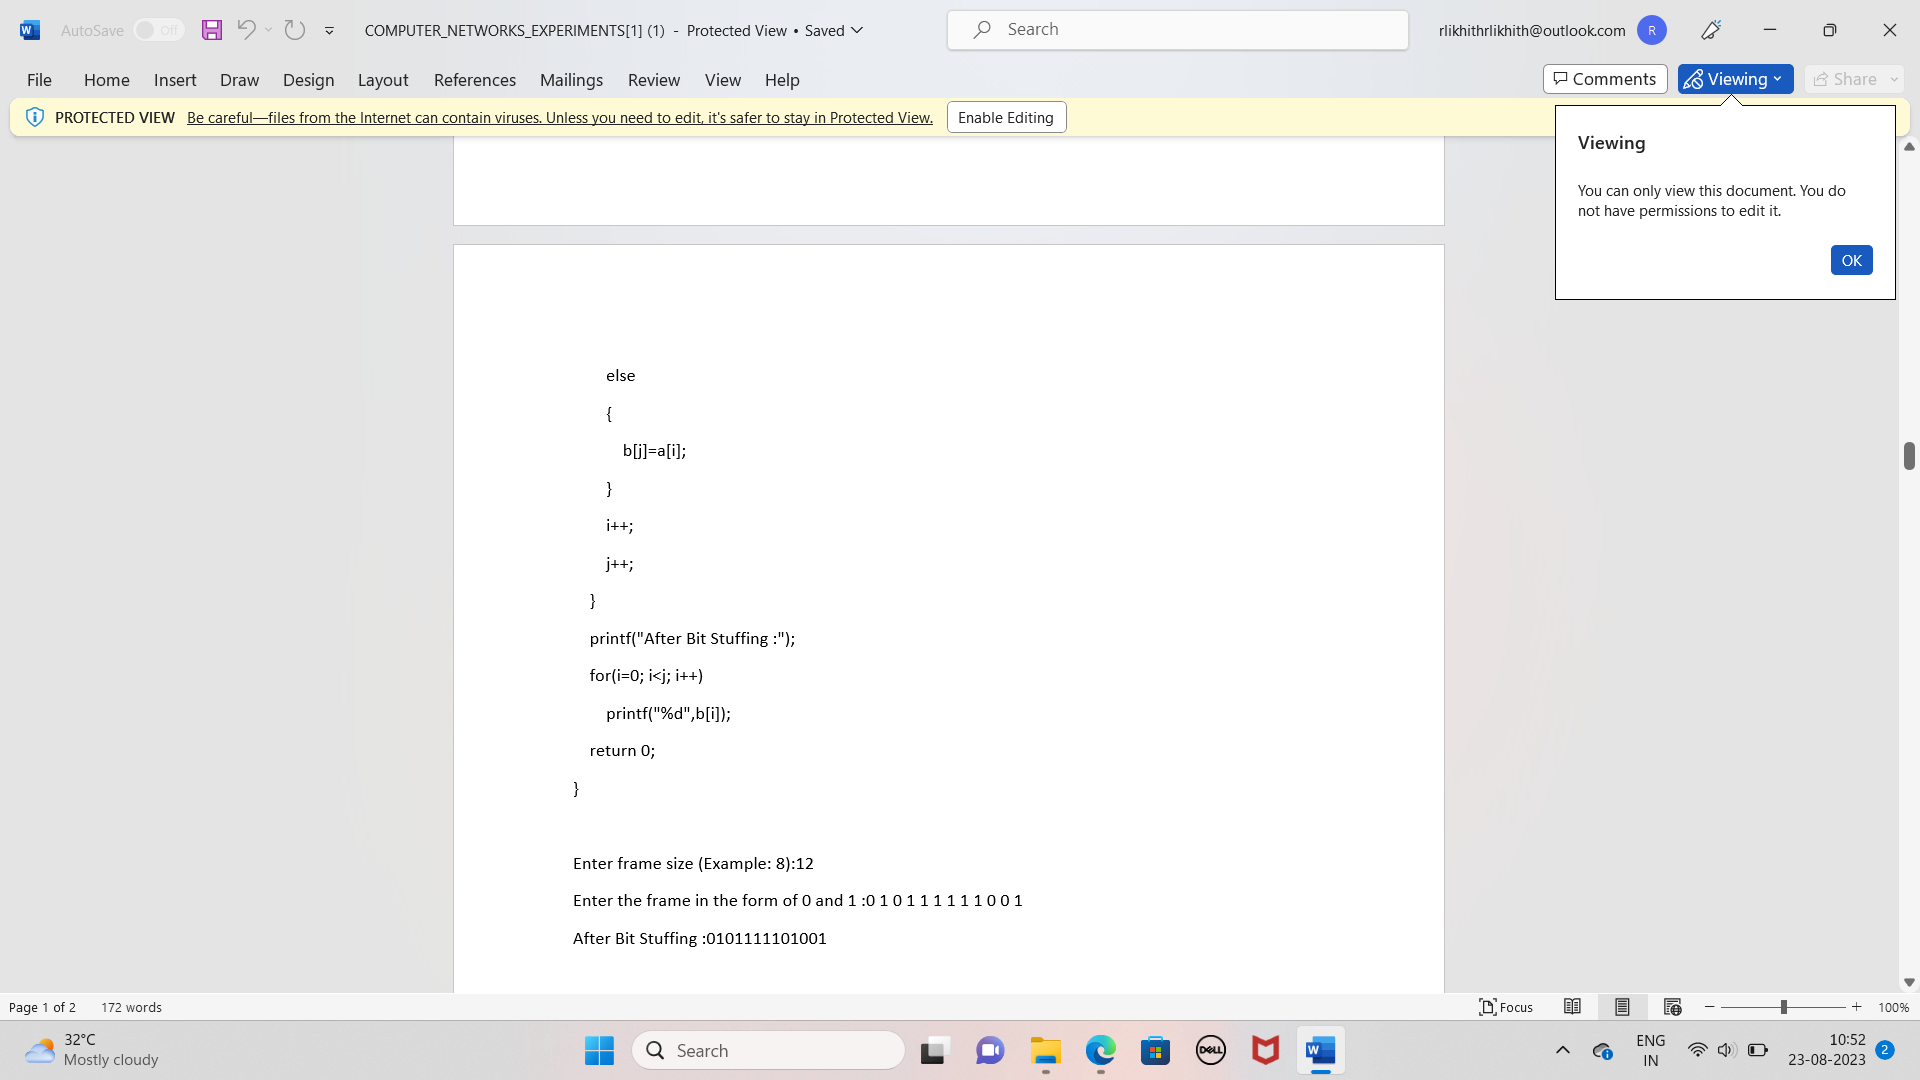 AutoSave Off COMPUTER_NETWORKS_EXPERIMENTS[1] (1) - Protected View • Saved Search rlikhithrlikhith@outlook.com R
File Home Insert Draw Design Layout References Mailings Review View Help Comments Viewing Share
PROTECTED VIEW Be careful—files from the Internet can contain viruses. Unless you need to edit, it's safer to stay in Protected View. Enable Editing
Viewing
You can only view this document. You do
not have permissions to edit it.
OK
else
{
b[j]=a[i];
}
i++;
j++;
}
printf("After Bit Stuffing :");
for(i=0; i<j; i++)
printf("%d",b[i]);
return 0;
}
Enter frame size (Example: 8):12
Enter the frame in the form of 0 and 1 :0 1 0 1 1 1 1 1 1 0 0 1
After Bit Stuffing :0101111101001
Page 1 of 2 172 words Focus 100%
32°C
Mostly cloudy
Search
DELL
ENG
IN
10:52
23-08-2023
2